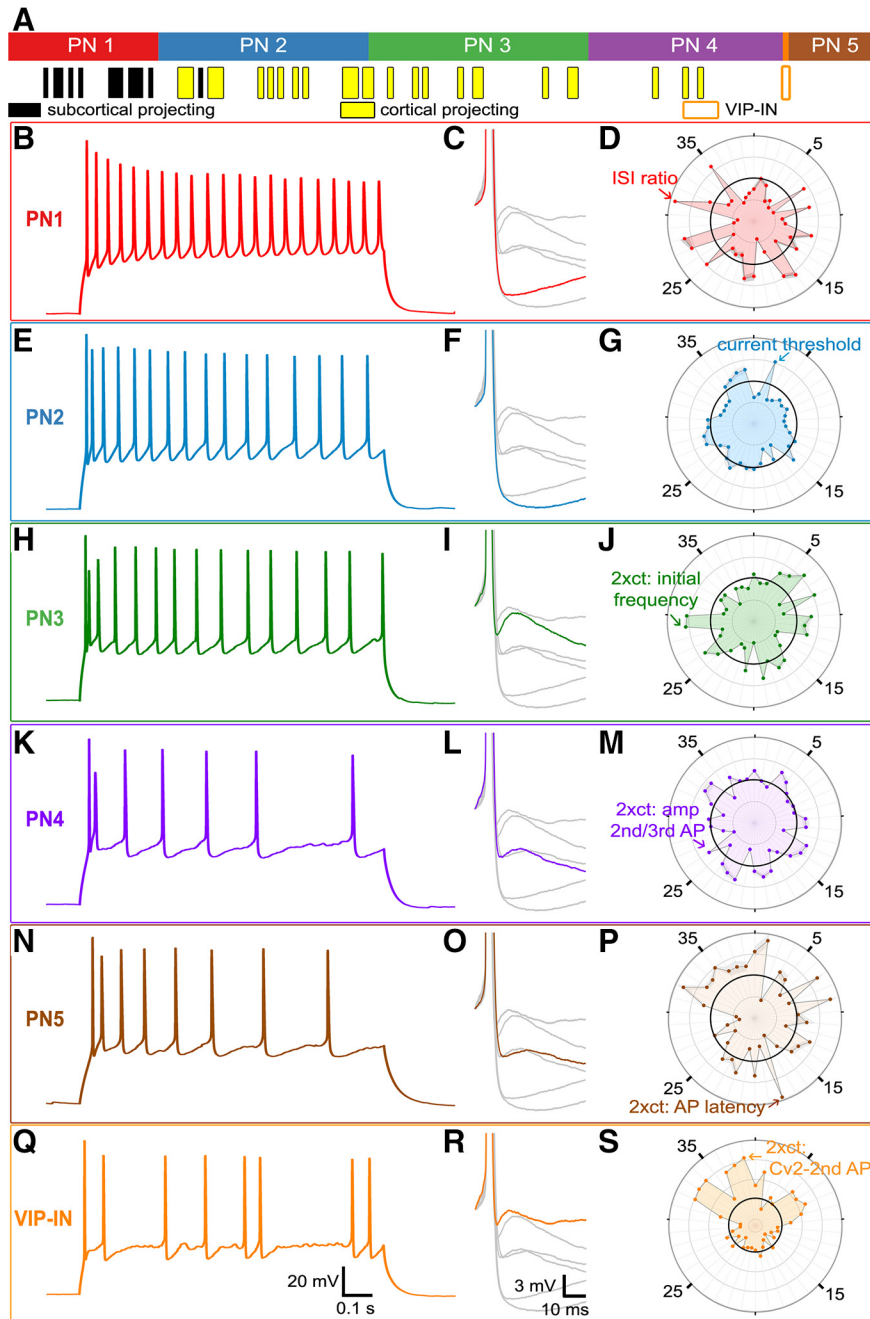 A
PN 1 PN 2 PN 3 PN 4 PN 5
subcortical projecting cortical projecting VIP-IN
B C D
PN1
35 5
ISI ratio
25 15
E F G
PN2
35
current threshold
25 15
H I J
PN3
35 5
2xct: initial
frequency
25 15
K L M
PN4
35 5
2xct: amp
2nd/3rd AP
25 15
N O P
PN5
35 5
25 15
2xct: AP latency
Q R S
VIP-IN
35
2xct:
Cv2-2nd AP
20 mV
0.1 s
3 mV
10 ms
25 15